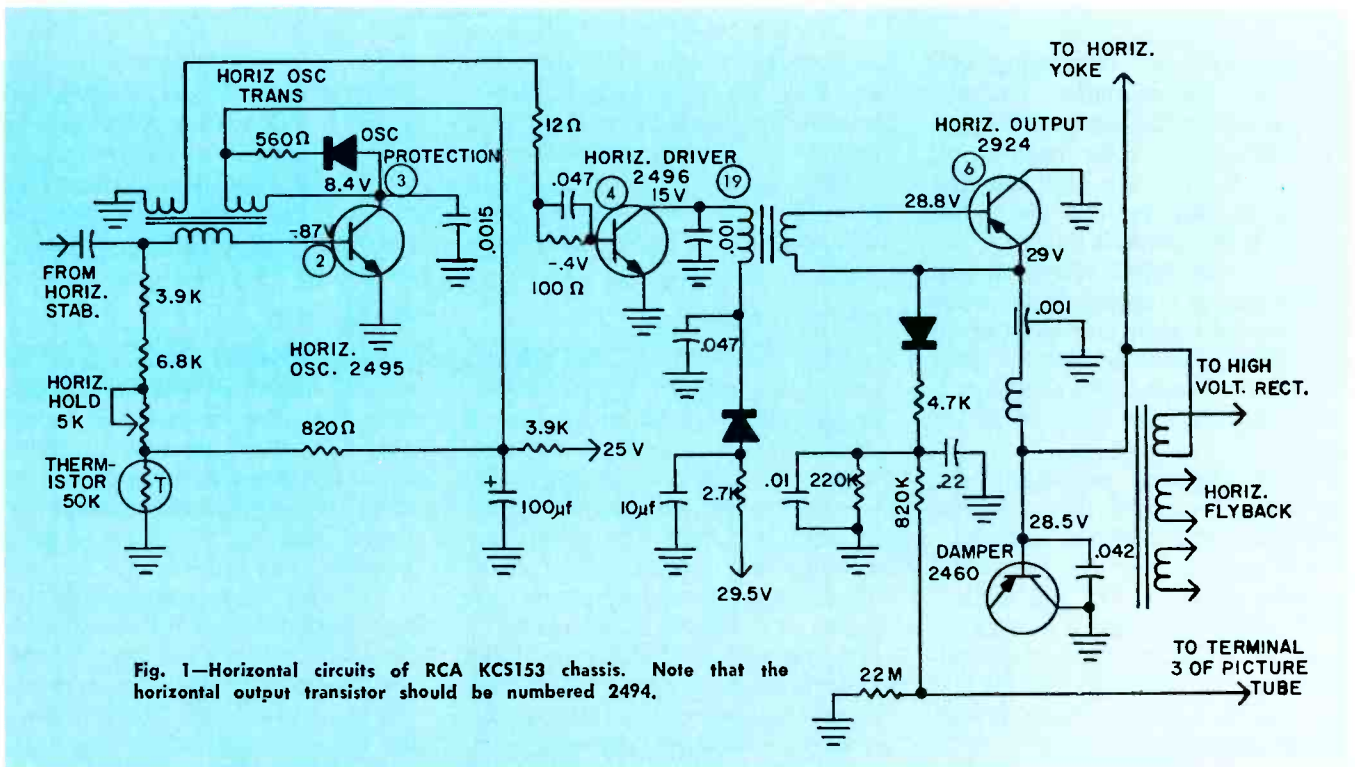 TO HORIZ.
YOKE
HORIZ OSC
TRANS
560Ω
OSC
PROTECTION
3
8.4V
12Ω
HORIZ. DRIVER
2496
.047
4
15V
19
HORIZ. OUTPUT
2924
6
28.8V
29V
-.87V
2
.0015
-.4V
100Ω
.001
.001
FROM
HORIZ.
STAB.
3.9K
6.8K
HORIZ.
OSC. 2495
HORIZ.
HOLD
5K
820Ω
3.9K
25V
THERM-
ISTOR
50K
T
+
100µf
.047
10µf
2.7K
29.5V
4.7K
.01
220K
820K
.22
TO HIGH
VOLT. RECT.
HORIZ.
FLYBACK
28.5V
DAMPER
2460
.042
22M
TO TERMINAL
3 OF PICTURE
TUBE
Fig. 1—Horizontal circuits of RCA KCS153 chassis. Note that the
horizontal output transistor should be numbered 2494.